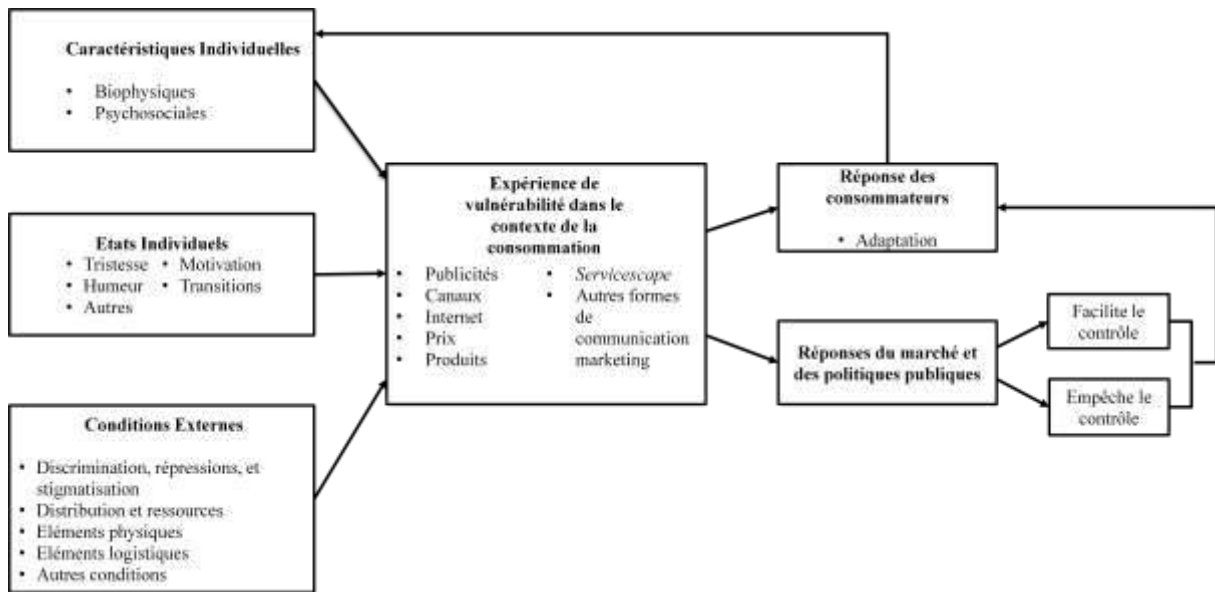 Caractéristiques Individuelles
• Biophysiques
• Psychosociales
Etats Individuels
• Tristesse • Motivation
• Humeur • Transitions
• Autres
Conditions Externes
• Discrimination, répressions, et
stigmatisation
• Distribution et ressources
• Eléments physiques
• Eléments logistiques
• Autres conditions
Expérience de
vulnérabilité dans le
contexte de la
consommation
• Publicités
• Canaux
• Internet
• Prix
• Produits
• Servicescape
• Autres formes
de
communication
marketing
Réponse des
consommateurs
• Adaptation
Réponses du marché et
des politiques publiques
Facilite le
contrôle
Empêche le
contrôle